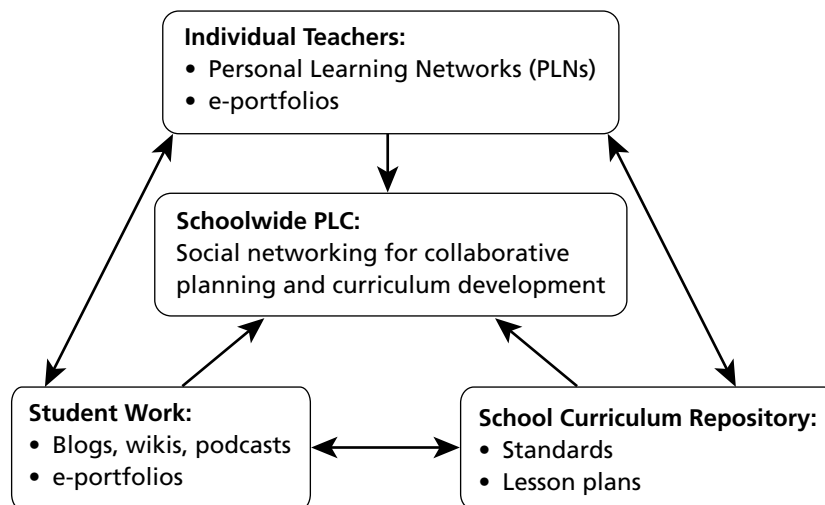 Individual Teachers:
• Personal Learning Networks (PLNs)
• e-portfolios
Schoolwide PLC:
Social networking for collaborative
planning and curriculum development
Student Work:
• Blogs, wikis, podcasts
• e-portfolios
School Curriculum Repository:
• Standards
• Lesson plans